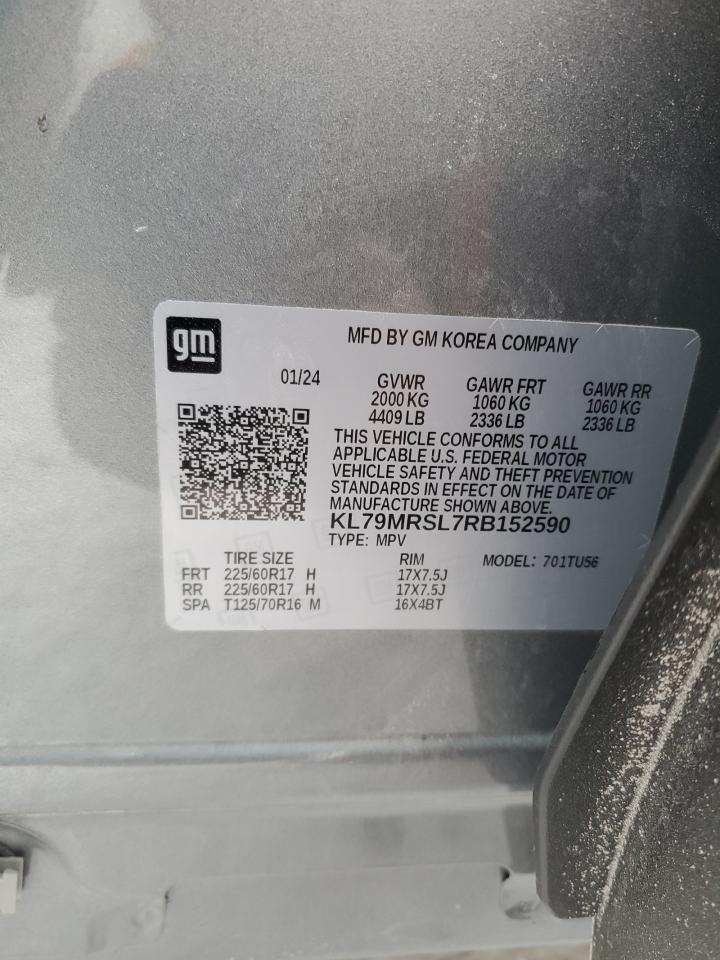 gm
MFD BY GM KOREA COMPANY
01/24 GVWR GAWR FRT GAWR RR
2000 KG 1060 KG 1060 KG
4409 LB 2336 LB 2336 LB
THIS VEHICLE CONFORMS TO ALL
APPLICABLE U.S. FEDERAL MOTOR
VEHICLE SAFETY AND THEFT PREVENTION
STANDARDS IN EFFECT ON THE DATE OF
MANUFACTURE SHOWN ABOVE.
KL79MRSL7RB152590
TYPE: MPV
TIRE SIZE RIM MODEL: 701TU56
FRT 225/60R17 H 17X7.5J
RR 225/60R17 H 17X7.5J
SPA T125/70R16 M 16X4BT